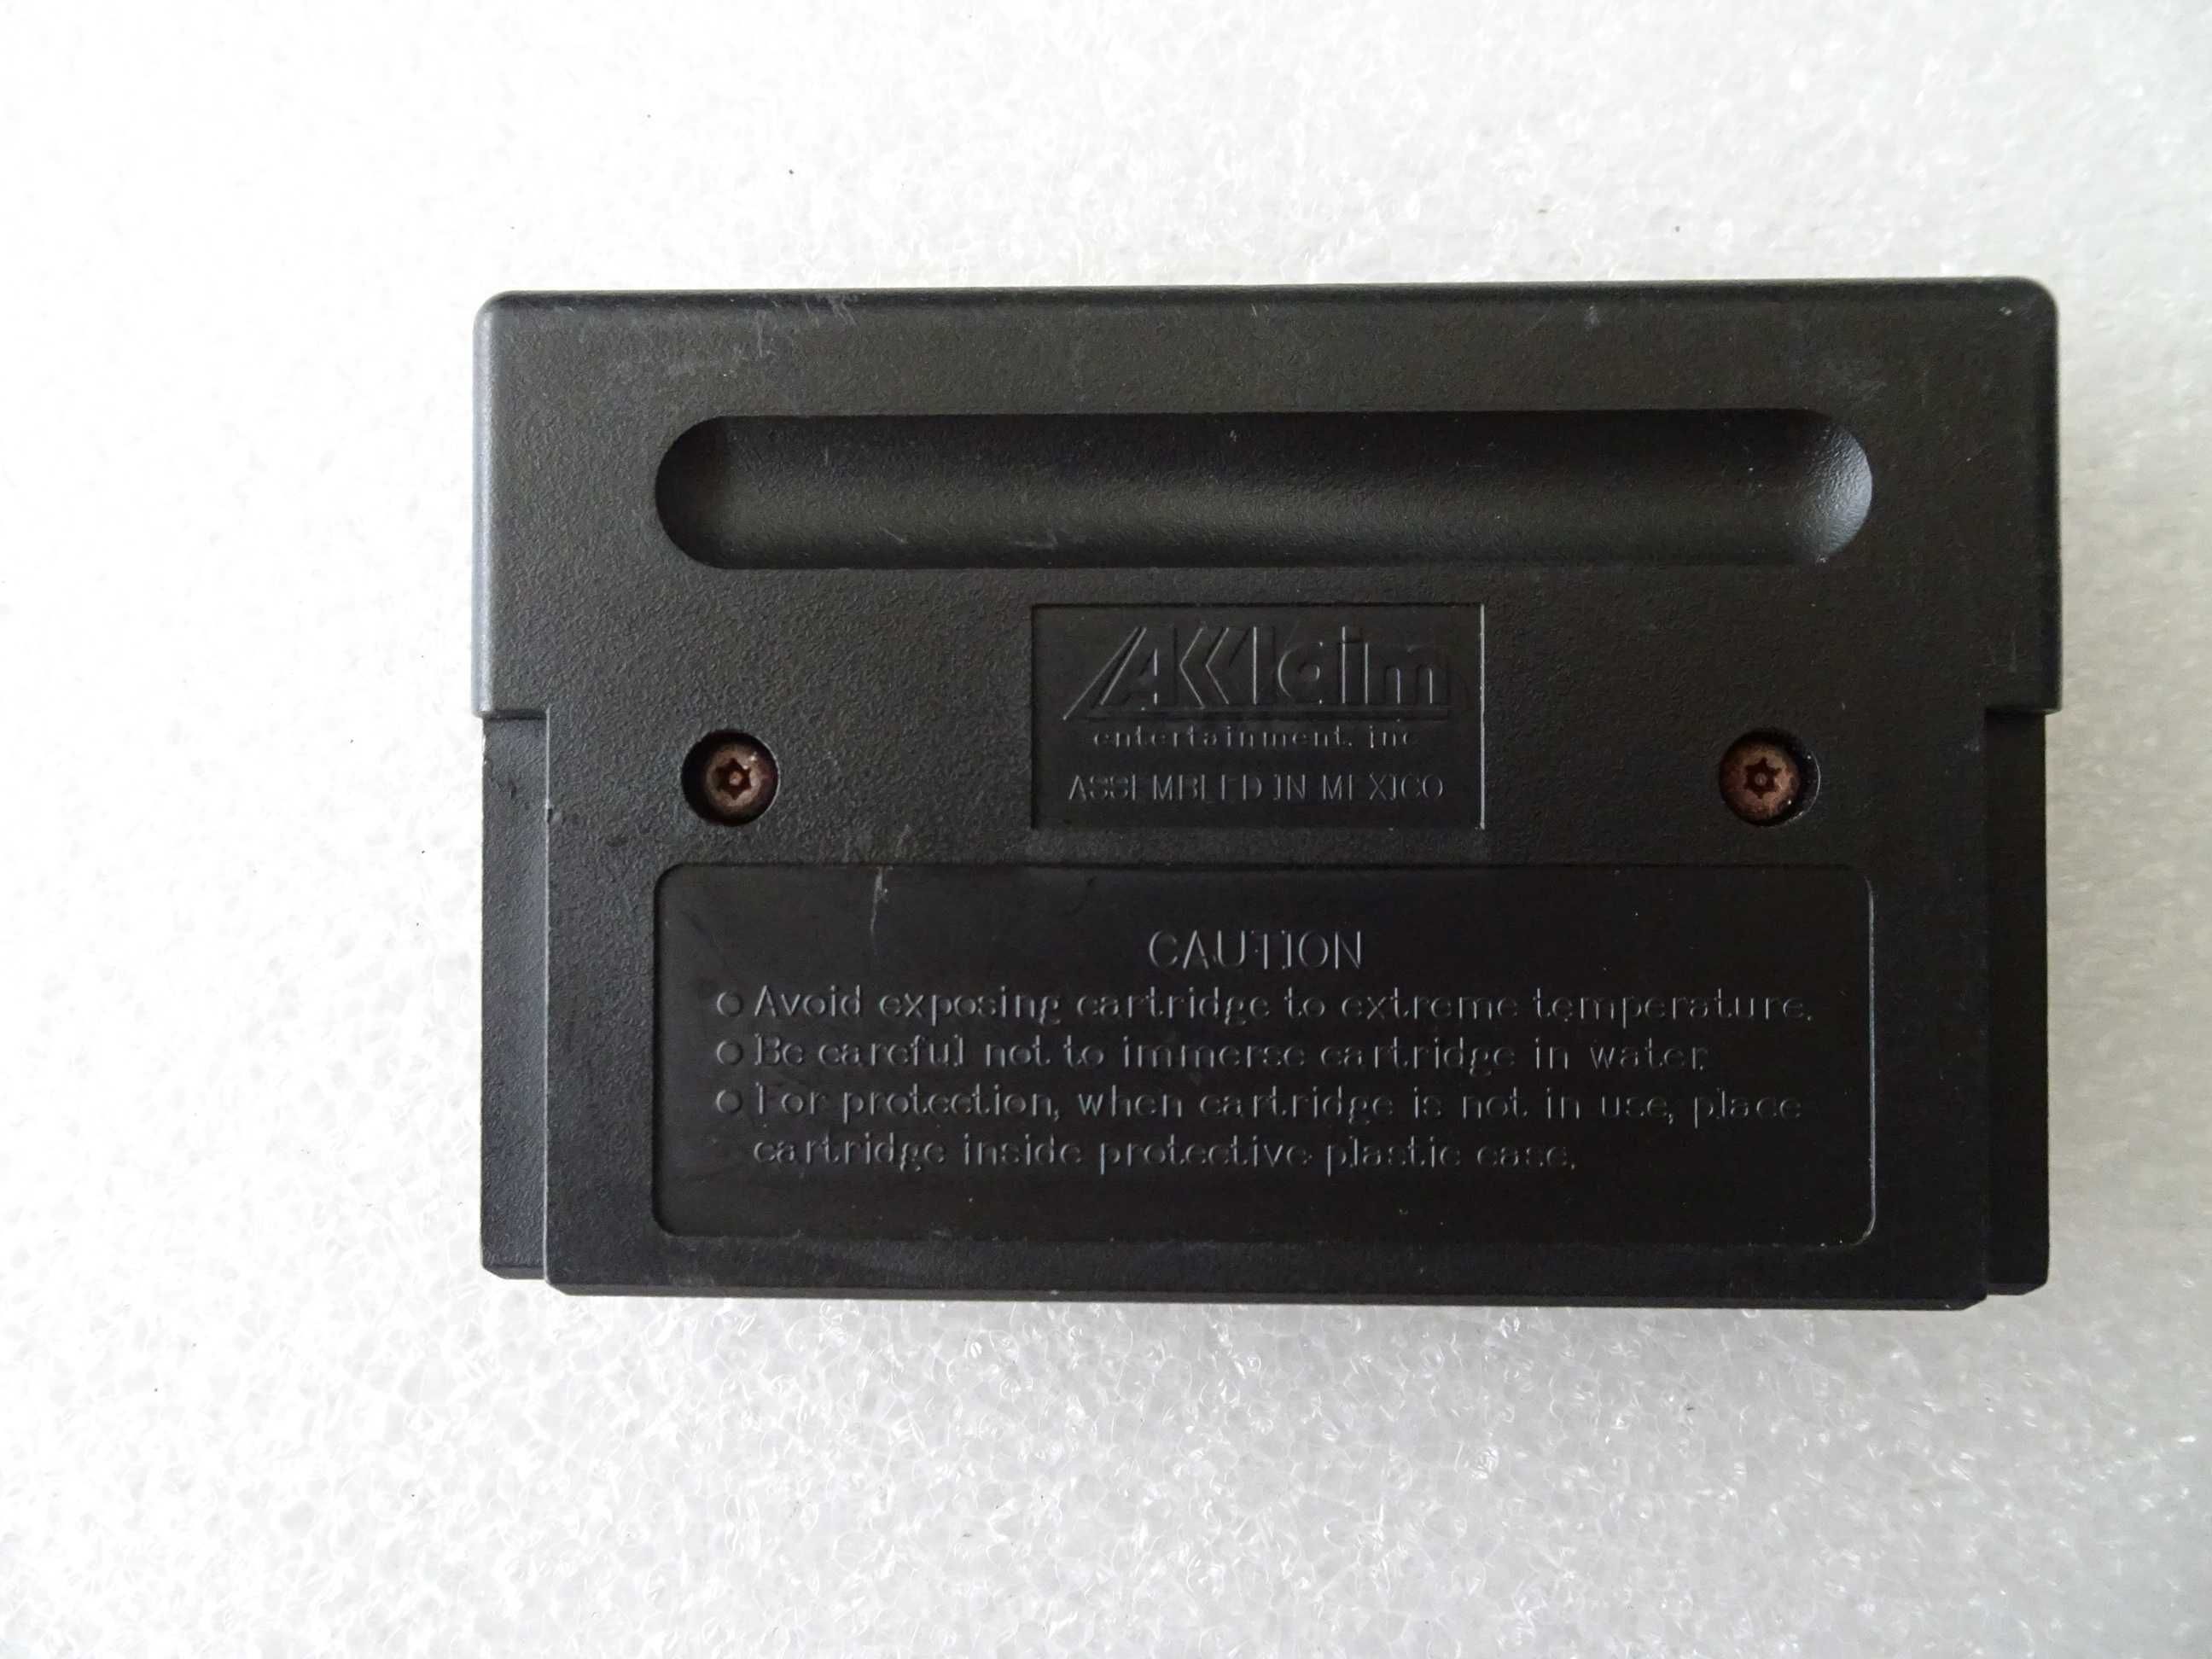 AKKlaim
entertainment. inc
ASSEMBLED IN MEXICO
CAUTION
○ Avoid exposing cartridge to extreme temperature.
○ Be careful not to immerse cartridge in water.
○ For protection, when cartridge is not in use, place
cartridge inside protective plastic case.